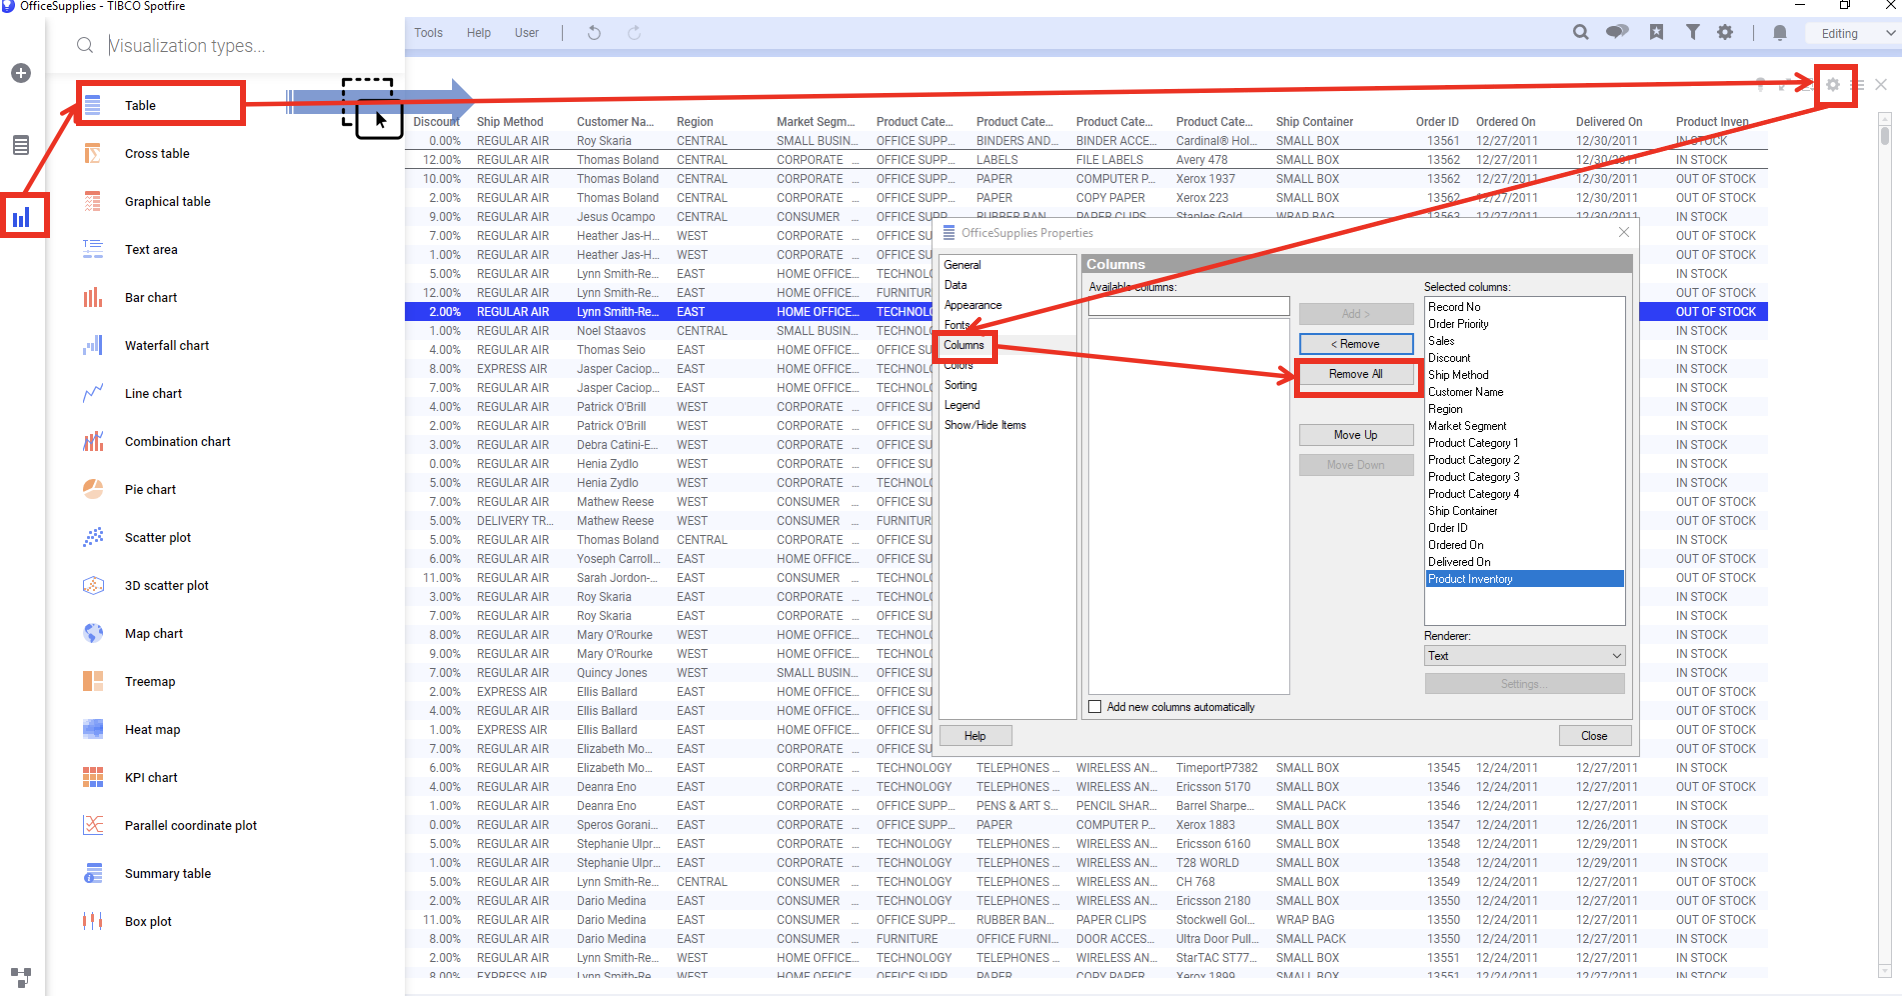 OfficeSupplies - TIBCO Spotfire
Visualization types...
Tools Help User
Editing
Table
Cross table
Graphical table
Text area
Bar chart
Waterfall chart
Line chart
Combination chart
Pie chart
Scatter plot
3D scatter plot
Map chart
Treemap
Heat map
KPI chart
Parallel coordinate plot
Summary table
Box plot
Discount Ship Method Customer Na... Region Market Segm... Product Cate... Product Cate... Product Cate... Product Cate... Ship Container Order ID Ordered On Delivered On Product Inven
0.00% REGULAR AIR Roy Skaria CENTRAL SMALL BUSIN... OFFICE SUPP... BINDERS AND... BINDER ACCE... Cardinal® Hol... SMALL BOX 13561 12/27/2011 12/30/2011 IN STOCK
12.00% REGULAR AIR Thomas Boland CENTRAL CORPORATE ... OFFICE SUPP... LABELS FILE LABELS Avery 478 SMALL BOX 13562 12/27/2011 12/30/2011 IN STOCK
10.00% REGULAR AIR Thomas Boland CENTRAL CORPORATE ... OFFICE SUPP... PAPER COMPUTER P... Xerox 1937 SMALL BOX 13562 12/27/2011 12/30/2011 OUT OF STOCK
2.00% REGULAR AIR Thomas Boland CENTRAL CORPORATE ... OFFICE SUPP... PAPER COPY PAPER Xerox 223 SMALL BOX 13562 12/27/2011 12/30/2011 OUT OF STOCK
9.00% REGULAR AIR Jesus Ocampo CENTRAL CONSUMER ... OFFICE SUPP... RUBBER BAN... PAPER CLIPS Staples Gold... WRAP BAG 13563 12/27/2011 12/30/2011 IN STOCK
7.00% REGULAR AIR Heather Jas-H... WEST CORPORATE ... OFFICE SU OUT OF STOCK
1.00% REGULAR AIR Heather Jas-H... WEST CORPORATE ... OFFICE SU OUT OF STOCK
5.00% REGULAR AIR Lynn Smith-Re... EAST HOME OFFICE... TECHNOLO IN STOCK
12.00% REGULAR AIR Lynn Smith-Re... EAST HOME OFFICE... FURNITUR OUT OF STOCK
2.00% REGULAR AIR Lynn Smith-Re... EAST HOME OFFICE... TECHNOLO OUT OF STOCK
1.00% REGULAR AIR Noel Staavos CENTRAL SMALL BUSIN... TECHNOLO IN STOCK
4.00% REGULAR AIR Thomas Seio EAST HOME OFFICE... TECHNOLO IN STOCK
8.00% EXPRESS AIR Jasper Caciop... EAST HOME OFFICE... TECHNOLO IN STOCK
7.00% REGULAR AIR Jasper Caciop... EAST HOME OFFICE... TECHNOLO IN STOCK
4.00% REGULAR AIR Patrick O'Brill WEST CORPORATE ... OFFICE SU IN STOCK
2.00% REGULAR AIR Patrick O'Brill WEST CORPORATE ... OFFICE SU IN STOCK
3.00% REGULAR AIR Debra Catini-E... EAST CORPORATE ... OFFICE SU IN STOCK
0.00% REGULAR AIR Henia Zydlo WEST CORPORATE ... OFFICE SU IN STOCK
5.00% REGULAR AIR Henia Zydlo WEST CORPORATE ... OFFICE SU IN STOCK
7.00% REGULAR AIR Mathew Reese WEST CONSUMER ... OFFICE SU OUT OF STOCK
5.00% DELIVERY TR... Mathew Reese WEST CONSUMER ... FURNITUR OUT OF STOCK
5.00% REGULAR AIR Thomas Boland CENTRAL CORPORATE ... OFFICE SU IN STOCK
6.00% REGULAR AIR Yoseph Carroll... EAST HOME OFFICE... OFFICE SU OUT OF STOCK
11.00% REGULAR AIR Sarah Jordon-... EAST CONSUMER ... TECHNOLO OUT OF STOCK
3.00% REGULAR AIR Roy Skaria EAST CORPORATE ... OFFICE SU IN STOCK
7.00% REGULAR AIR Roy Skaria EAST CORPORATE ... OFFICE SU IN STOCK
8.00% REGULAR AIR Mary O'Rourke WEST HOME OFFICE... TECHNOLO IN STOCK
9.00% REGULAR AIR Mary O'Rourke WEST HOME OFFICE... TECHNOLO IN STOCK
7.00% REGULAR AIR Quincy Jones WEST SMALL BUSIN... OFFICE SU IN STOCK
2.00% EXPRESS AIR Ellis Ballard EAST HOME OFFICE... OFFICE SU OUT OF STOCK
4.00% REGULAR AIR Ellis Ballard EAST HOME OFFICE... OFFICE SU OUT OF STOCK
1.00% EXPRESS AIR Ellis Ballard EAST HOME OFFICE... OFFICE SU OUT OF STOCK
7.00% REGULAR AIR Elizabeth Mo... EAST CORPORATE ... OFFICE SU OUT OF STOCK
OfficeSupplies Properties
General
Data
Appearance
Fonts
Columns
Colors
Sorting
Legend
Show/Hide Items
Columns
Available columns:
Add >
< Remove
Remove All
Move Up
Move Down
Selected columns:
Record No
Order Priority
Sales
Discount
Ship Method
Customer Name
Region
Market Segment
Product Category 1
Product Category 2
Product Category 3
Product Category 4
Ship Container
Order ID
Ordered On
Delivered On
Product Inventory
Renderer:
Text
Settings...
Add new columns automatically
Help
Close
6.00% REGULAR AIR Elizabeth Mo... EAST CORPORATE ... TECHNOLOGY TELEPHONES ... WIRELESS AN... TimeportP7382 SMALL BOX 13545 12/24/2011 12/27/2011 IN STOCK
4.00% REGULAR AIR Deanra Eno EAST CORPORATE ... TECHNOLOGY TELEPHONES ... WIRELESS AN... Ericsson 5170 SMALL BOX 13546 12/24/2011 12/27/2011 OUT OF STOCK
1.00% REGULAR AIR Deanra Eno EAST CORPORATE ... OFFICE SUPP... PENS & ART S... PENCIL SHAR... Barrel Sharpe... SMALL PACK 13546 12/24/2011 12/27/2011 IN STOCK
0.00% REGULAR AIR Speros Gorani... EAST CORPORATE ... OFFICE SUPP... PAPER COMPUTER P... Xerox 1883 SMALL BOX 13547 12/24/2011 12/26/2011 IN STOCK
5.00% REGULAR AIR Stephanie Ulpr... EAST CORPORATE ... TECHNOLOGY TELEPHONES ... WIRELESS AN... Ericsson 6160 SMALL BOX 13548 12/24/2011 12/29/2011 IN STOCK
1.00% REGULAR AIR Stephanie Ulpr... EAST CORPORATE ... TECHNOLOGY TELEPHONES ... WIRELESS AN... T28 WORLD SMALL BOX 13548 12/24/2011 12/29/2011 IN STOCK
5.00% REGULAR AIR Lynn Smith-Re... CENTRAL CONSUMER ... TECHNOLOGY TELEPHONES ... WIRELESS AN... CH 768 SMALL BOX 13549 12/24/2011 12/27/2011 OUT OF STOCK
2.00% REGULAR AIR Dario Medina EAST CONSUMER ... TECHNOLOGY TELEPHONES ... WIRELESS AN... Ericsson 2180 SMALL BOX 13550 12/24/2011 12/27/2011 OUT OF STOCK
11.00% REGULAR AIR Dario Medina EAST CONSUMER ... OFFICE SUPP... RUBBER BAN... PAPER CLIPS Stockwell Gol... WRAP BAG 13550 12/24/2011 12/27/2011 OUT OF STOCK
8.00% REGULAR AIR Dario Medina EAST CONSUMER ... FURNITURE OFFICE FURNI... DOOR ACCES... Ultra Door Pull... SMALL PACK 13550 12/24/2011 12/27/2011 IN STOCK
2.00% REGULAR AIR Lynn Smith-Re... WEST CONSUMER ... TECHNOLOGY TELEPHONES ... WIRELESS AN... StarTAC ST77... SMALL BOX 13551 12/24/2011 12/27/2011 IN STOCK
8.00% EXPRESS AIR Lynn Smith-Re... WEST HOME OFFICE... OFFICE SUPP... PAPER COPY PAPER Xerox 1899 SMALL BOX 13551 12/24/2011 12/27/2011 IN STOCK